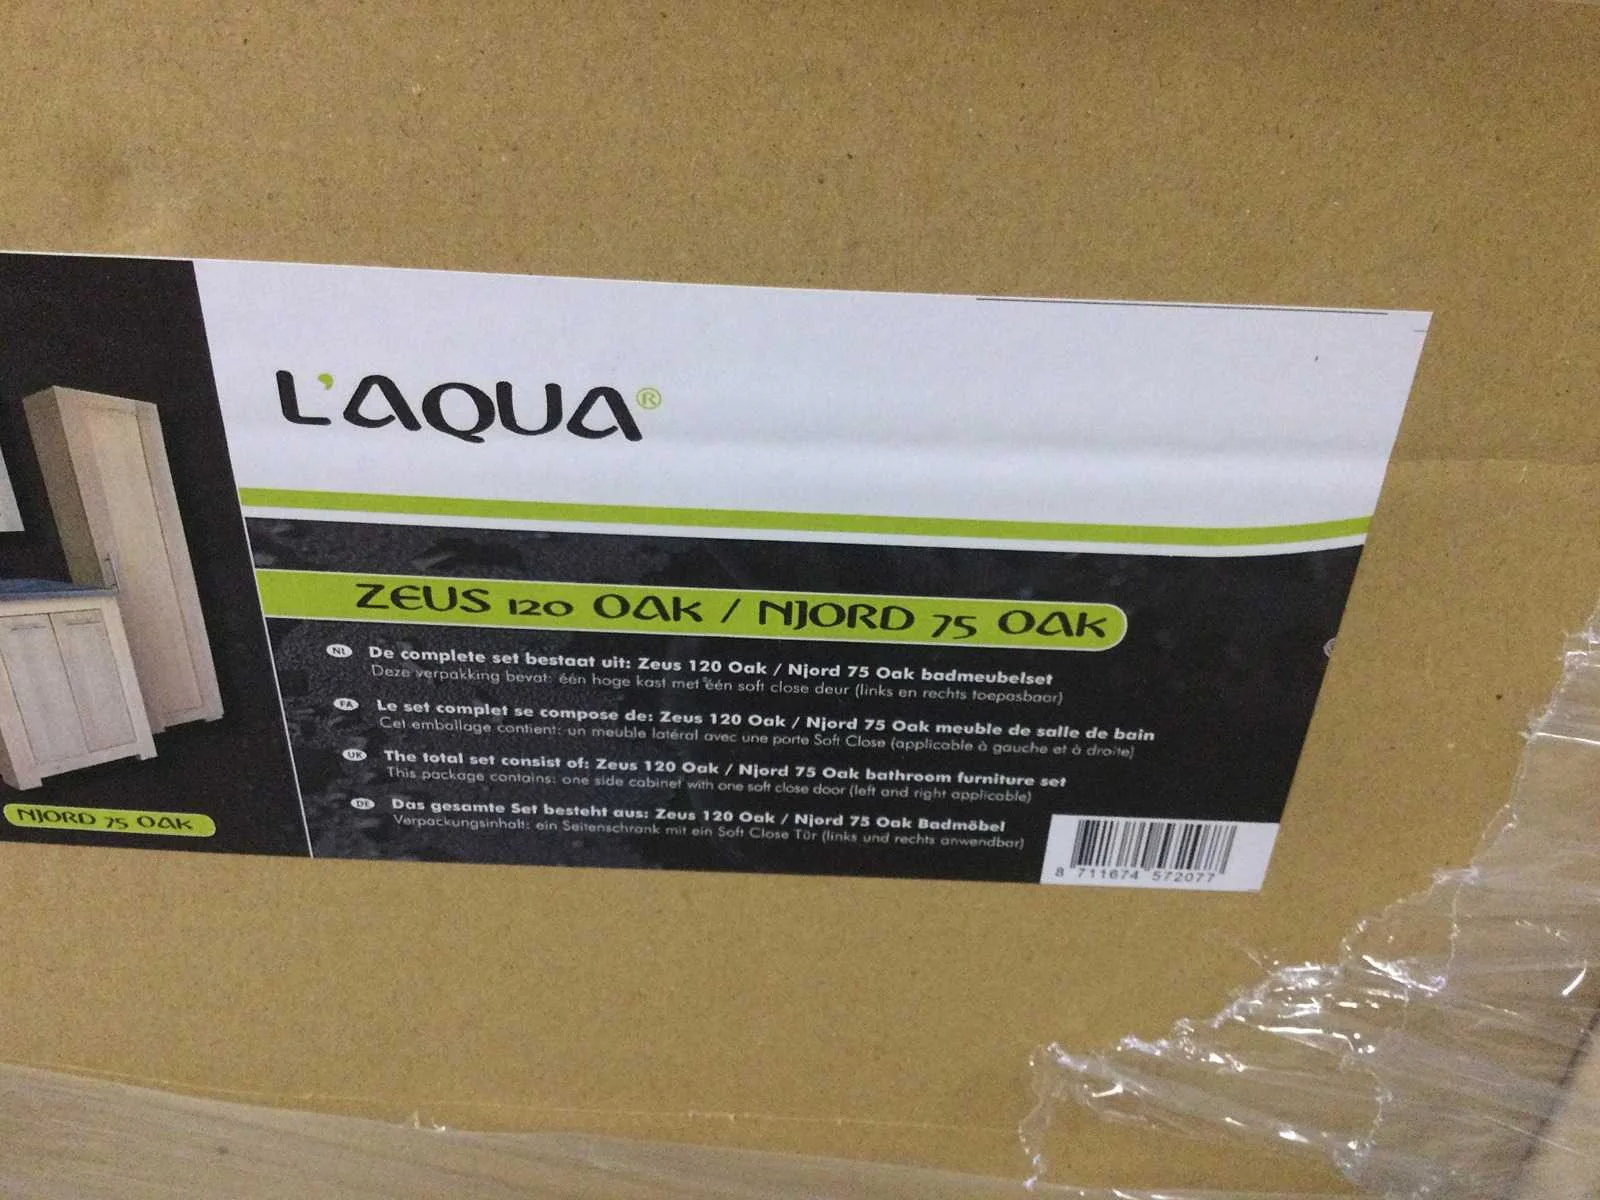 L'AQUA®
ZEUS 120 OAK / NJORD 75 OAK
NL De complete set bestaat uit: Zeus 120 Oak / Njord 75 Oak badmeubelset
Deze verpakking bevat: één hoge kast met één soft close deur (links en rechts toepasbaar)
FA Le set complet se compose de: Zeus 120 Oak / Njord 75 Oak meuble de salle de bain
Cet emballage contient: un meuble latéral avec une porte Soft Close (applicable à gauche et à droite)
UK The total set consist of: Zeus 120 Oak / Njord 75 Oak bathroom furniture set
This package contains: one side cabinet with one soft close door (left and right applicable)
DE Das gesamte Set besteht aus: Zeus 120 Oak / Njord 75 Oak Badmöbel
Verpackungsinhalt: ein Seitenschrank mit ein Soft Close Tür (links und rechts anwendbar)
NJORD 75 OAK
8 711674 572077